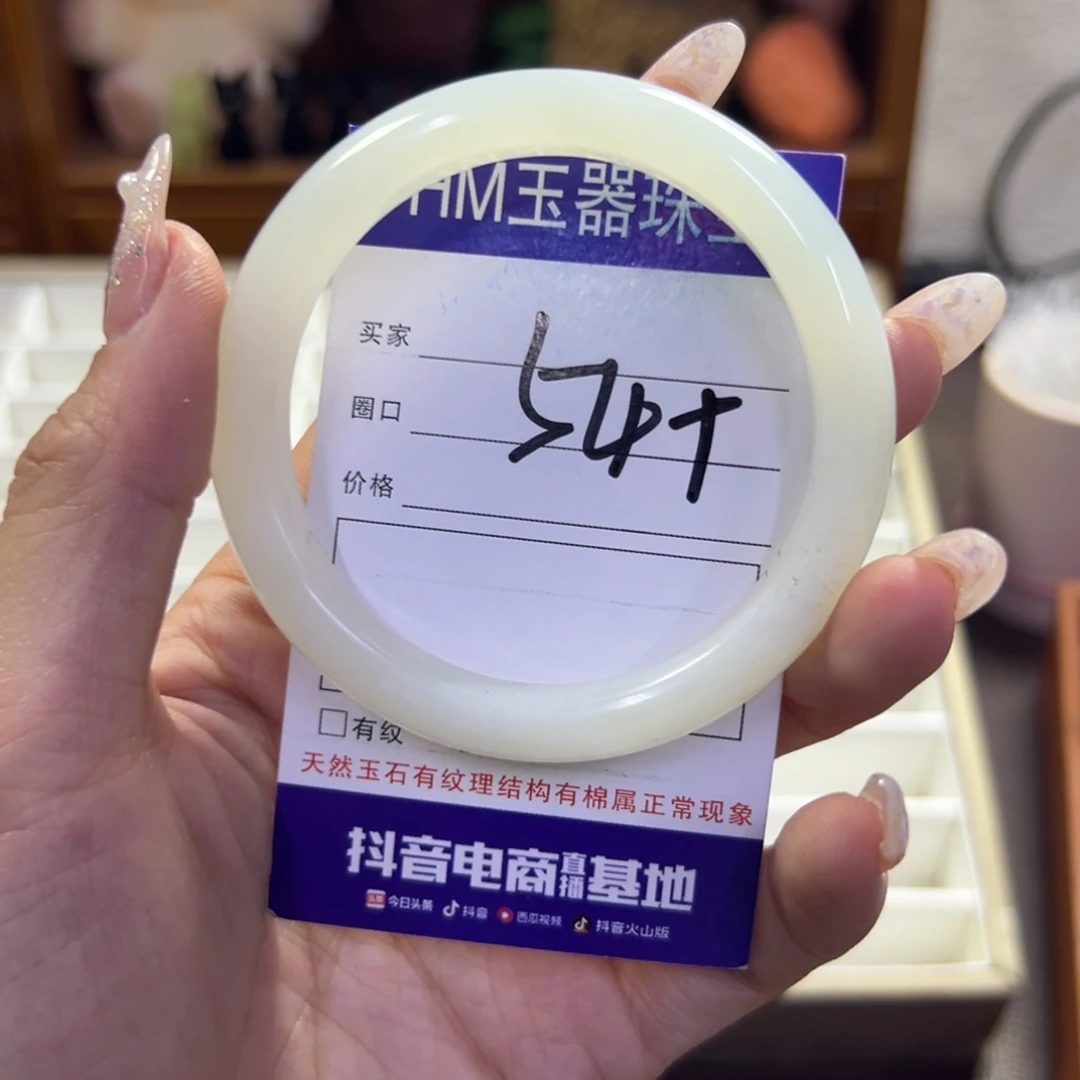 HM玉器珠
买家
圈口
54+
价格
有纹
天然玉石有纹理结构有棉属正常现象
抖音电商直播基地
头条 今日头条 抖音 西瓜视频 抖音火山版